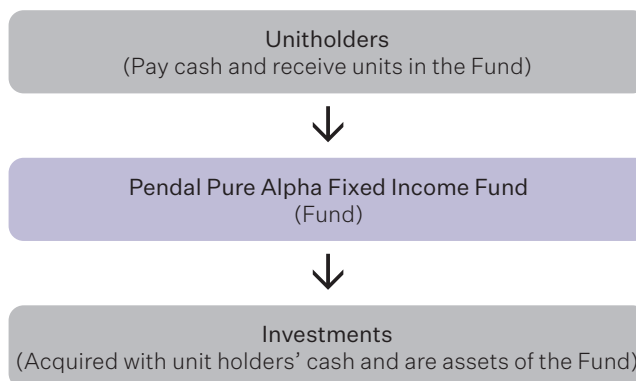 Unitholders
(Pay cash and receive units in the Fund)
Pendal Pure Alpha Fixed Income Fund
(Fund)
Investments
(Acquired with unit holders’ cash and are assets of the Fund)